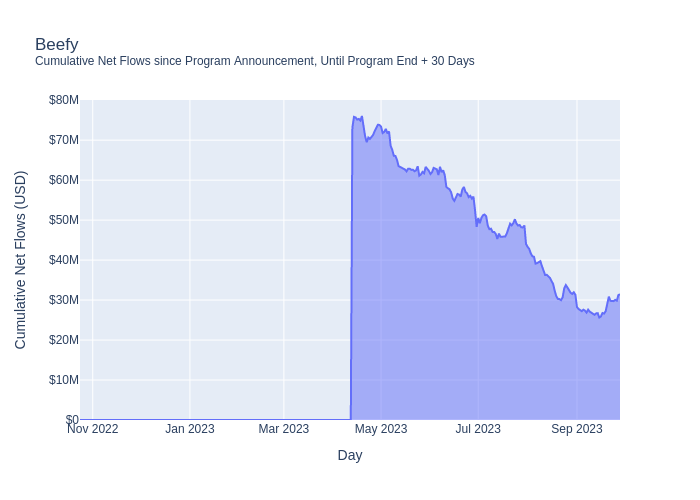 Beefy
Cumulative Net Flows since Program Announcement, Until Program End + 30 Days
$80M
$70M
$60M
$50M
$40M
$30M
$20M
$10M
$0
Cumulative Net Flows (USD)
Nov 2022
Jan 2023
Mar 2023
May 2023
Jul 2023
Sep 2023
Day